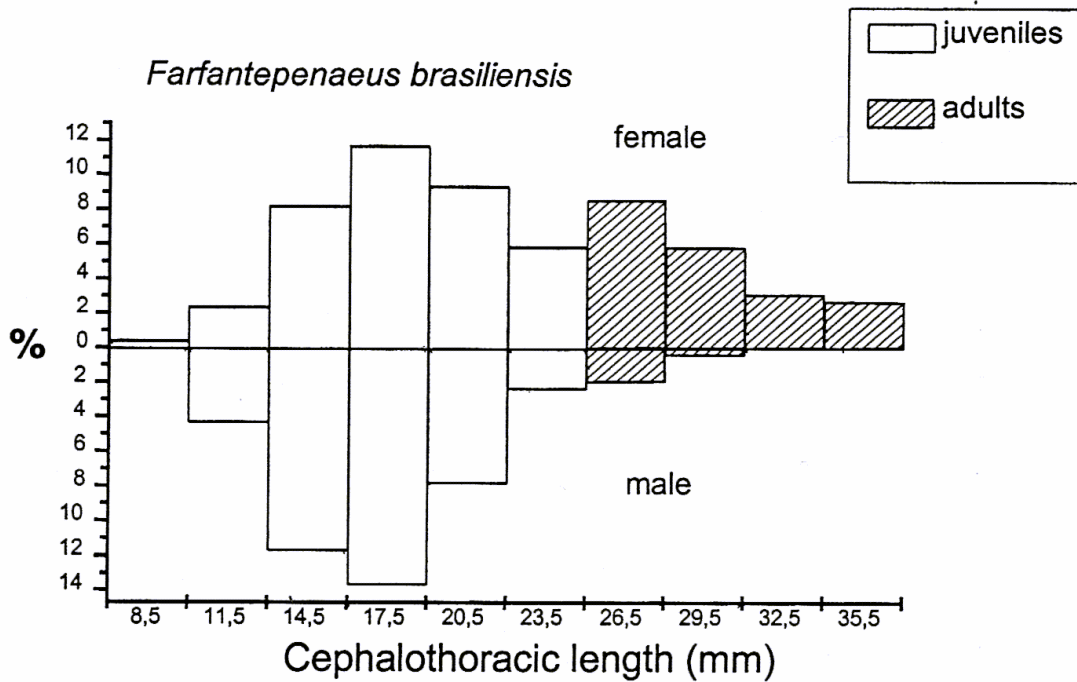 juveniles
adults
Farfantepenaeus brasiliensis
female
12
10
8
6
4
2
0
%
2
4
6
8
10
12
14
male
8,5 11,5 14,5 17,5 20,5 23,5 26,5 29,5 32,5 35,5
Cephalothoracic length (mm)